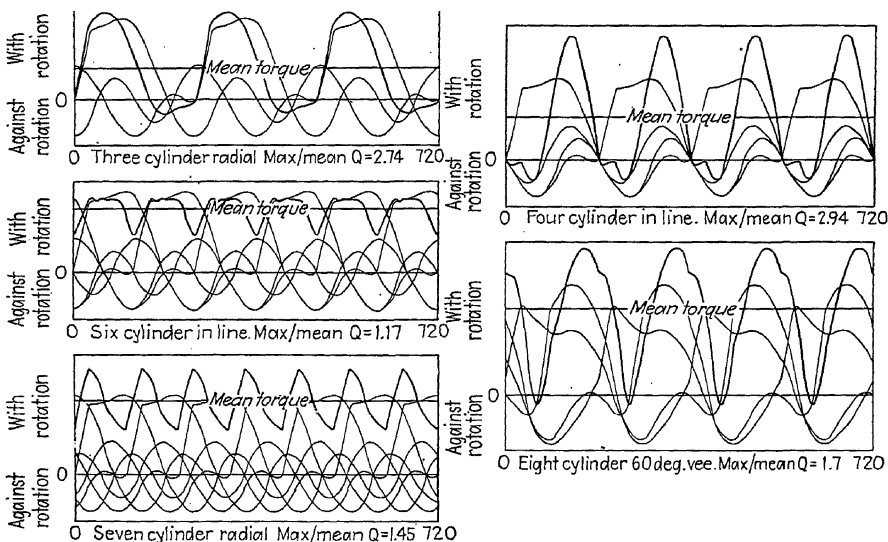 With rotation
Against rotation
0
Mean torque
0 Three cylinder radial Max/mean Q=2.74 720
With rotation
Against rotation
0
Mean torque
0 Six cylinder in line. Max/mean Q=1.17 720
With rotation
Against rotation
0
Mean torque
0 Seven cylinder radial Max/mean Q=1.45 720
With rotation
Against rotation
0
Mean torque
0 Four cylinder in line. Max/mean Q=2.94 720
With rotation
Against rotation
0
Mean torque
0 Eight cylinder 60 deg. vee. Max/mean Q=1.7 720